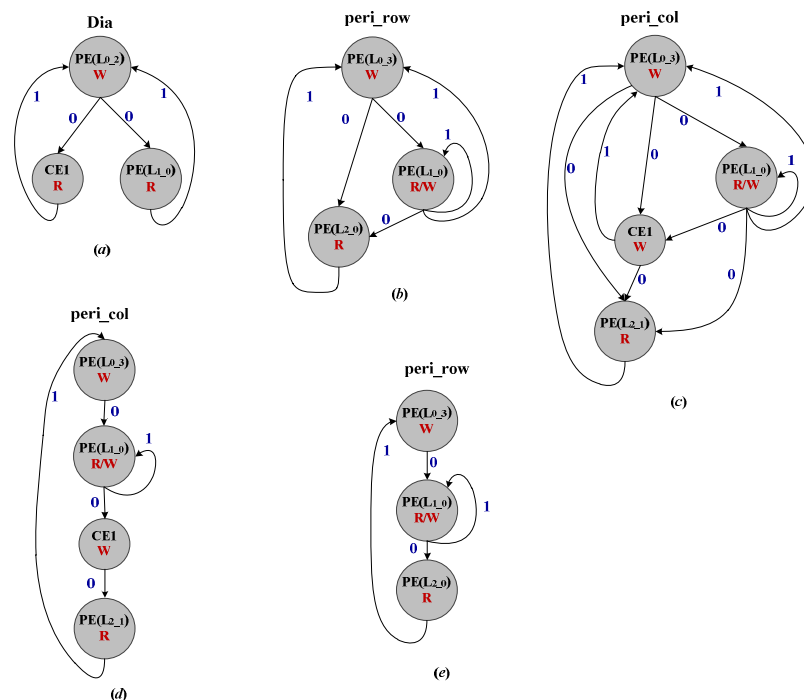 Dia
PE(L0_2)
W
1
1
0
0
CE1
R
PE(L1_0)
R
(a)
peri_row
PE(L0_3)
W
1
1
0
0
1
PE(L1_0)
R/W
0
PE(L2_0)
R
(b)
peri_col
PE(L0_3)
W
1
1
0
0
1
0
1
PE(L1_0)
R/W
CE1
W
0
0
0
PE(L2_1)
R
(c)
peri_col
PE(L0_3)
W
1
0
PE(L1_0)
R/W
1
0
CE1
W
0
PE(L2_1)
R
(d)
peri_row
PE(L0_3)
W
1
0
PE(L1_0)
R/W
1
0
PE(L2_0)
R
(e)